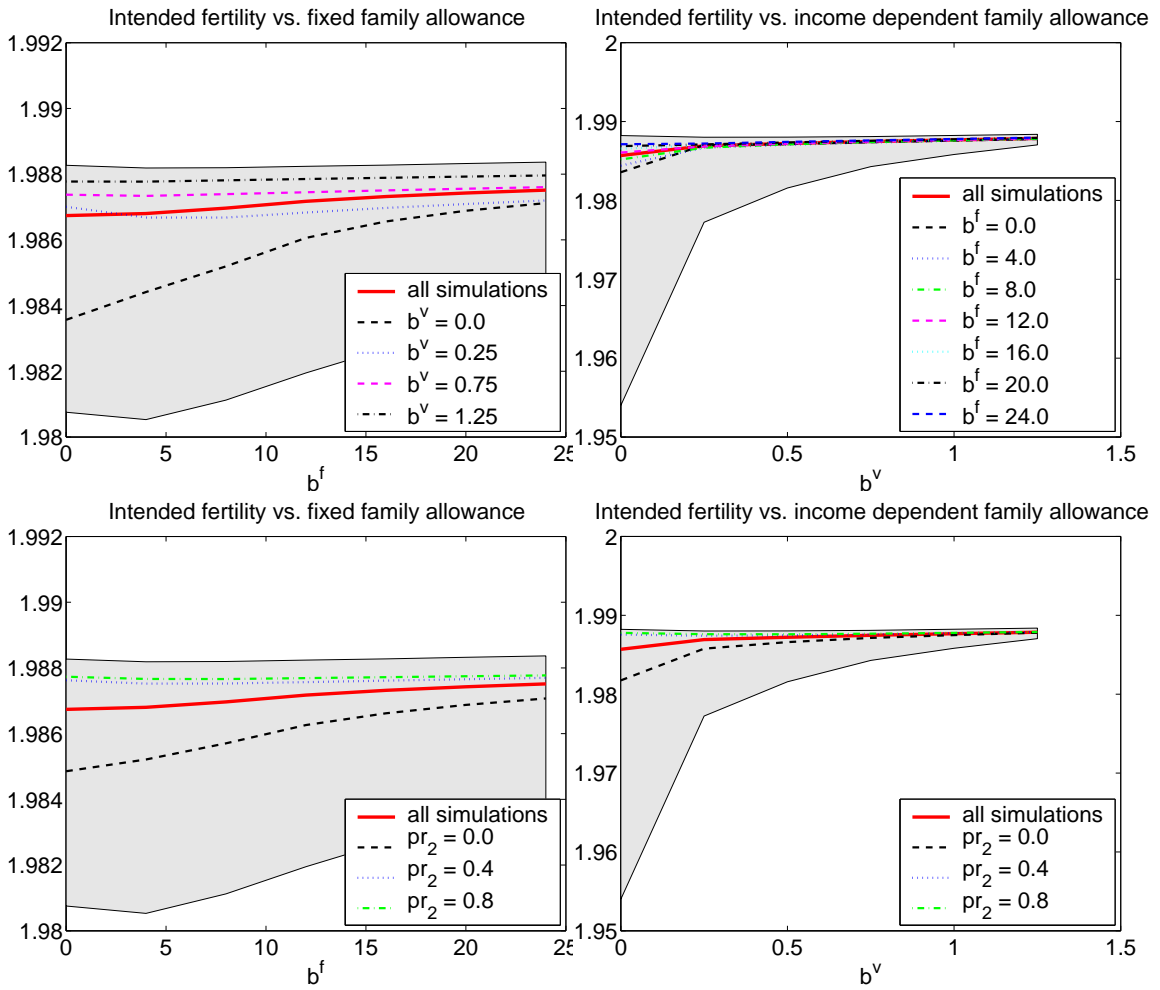 Intended fertility vs. fixed family allowance
1.992
1.99
1.988
1.986
1.984
1.982
1.98
0
5
10
15
20
25
b^f
all simulations
b^v = 0.0
b^v = 0.25
b^v = 0.75
b^v = 1.25
Intended fertility vs. income dependent family allowance
2
1.99
1.98
1.97
1.96
1.95
0
0.5
1
1.5
b^v
all simulations
b^f = 0.0
b^f = 4.0
b^f = 8.0
b^f = 12.0
b^f = 16.0
b^f = 20.0
b^f = 24.0
Intended fertility vs. fixed family allowance
1.992
1.99
1.988
1.986
1.984
1.982
1.98
0
5
10
15
20
25
b^f
all simulations
pr_2 = 0.0
pr_2 = 0.4
pr_2 = 0.8
Intended fertility vs. income dependent family allowance
2
1.99
1.98
1.97
1.96
1.95
0
0.5
1
1.5
b^v
all simulations
pr_2 = 0.0
pr_2 = 0.4
pr_2 = 0.8